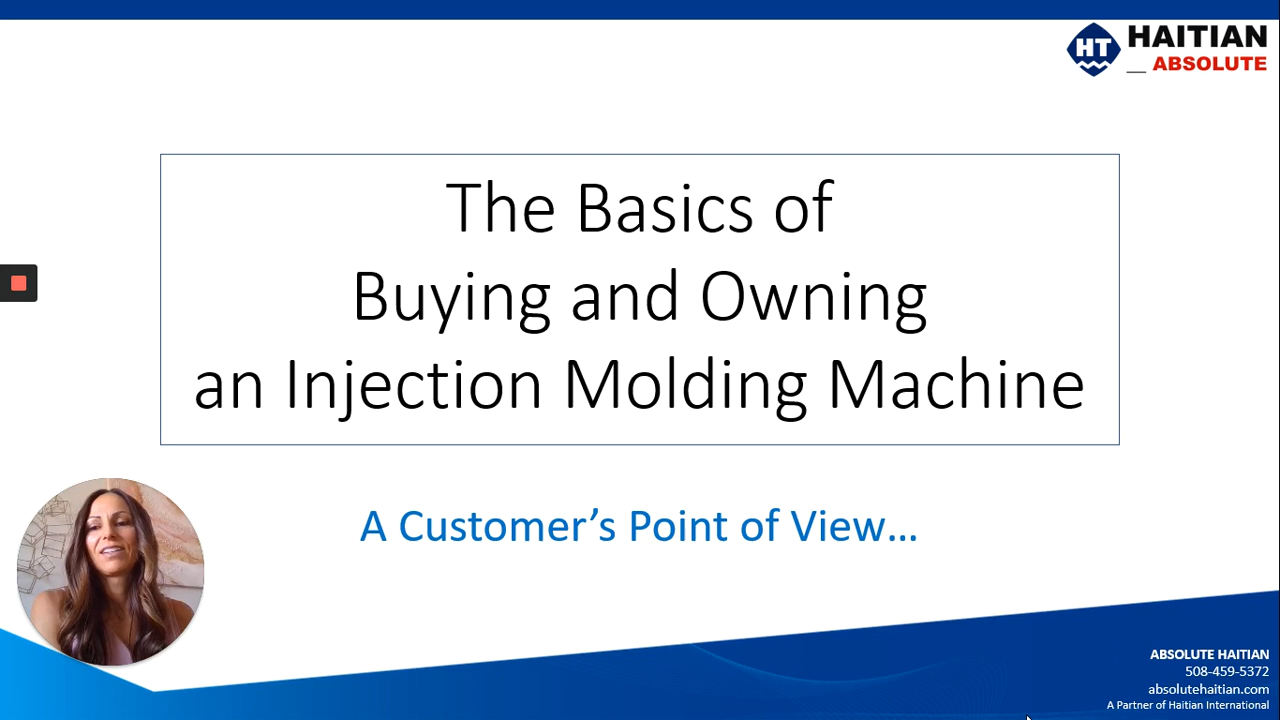 HT HAITIAN
__ ABSOLUTE
The Basics of
Buying and Owning
an Injection Molding Machine
A Customer’s Point of View...
ABSOLUTE HAITIAN
508-459-5372
absolutehaitian.com
A Partner of Haitian International